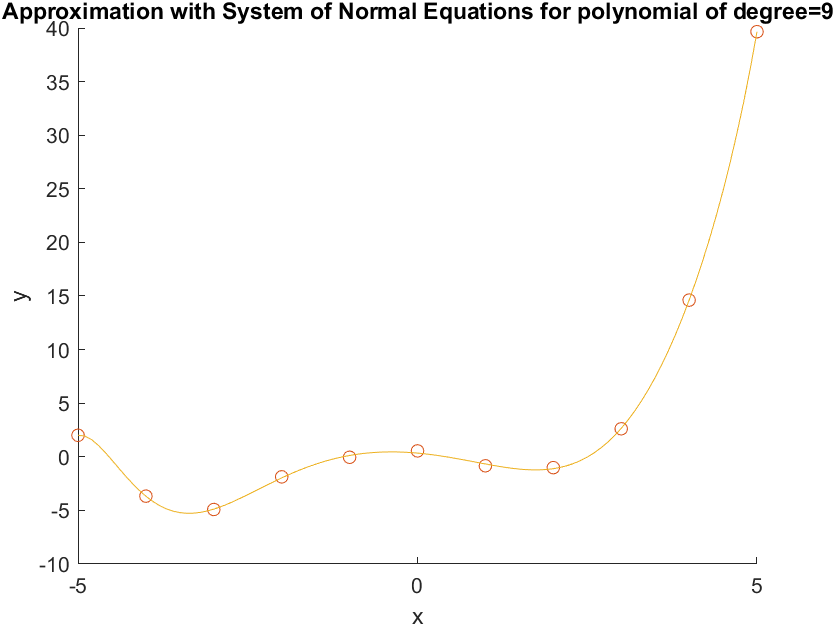 Approximation with System of Normal Equations for polynomial of degree=9
40
35
30
25
20
15
10
5
0
-5
-10
y
-5 0 5
x